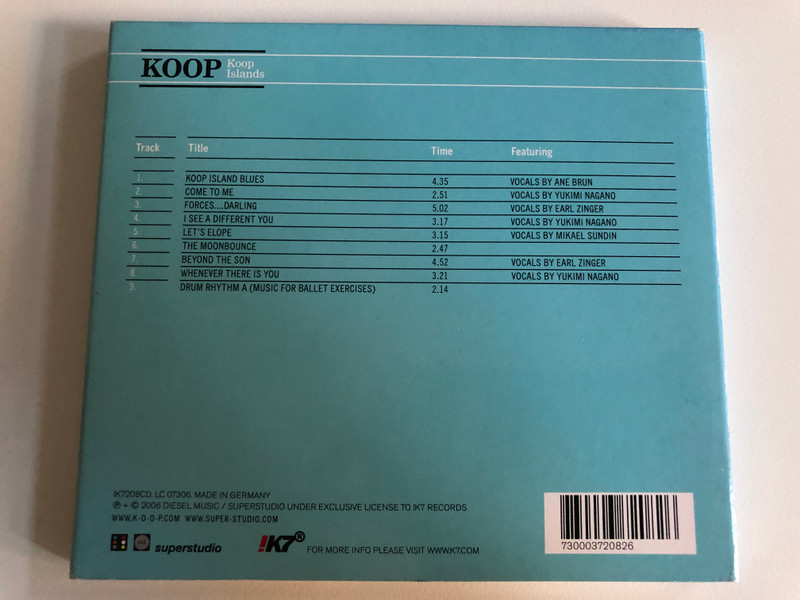 KOOP Koop Islands
Track Title Time Featuring
1. KOOP ISLAND BLUES 4.35 VOCALS BY ANE BRUN
2. COME TO ME 2.51 VOCALS BY YUKIMI NAGANO
3. FORCES....DARLING 5.02 VOCALS BY EARL ZINGER
4. I SEE A DIFFERENT YOU 3.17 VOCALS BY YUKIMI NAGANO
5. LET'S ELOPE 3.15 VOCALS BY MIKAEL SUNDIN
6. THE MOONBOUNCE 2.47
7. BEYOND THE SON 4.52 VOCALS BY EARL ZINGER
8. WHENEVER THERE IS YOU 3.21 VOCALS BY YUKIMI NAGANO
9. DRUM RHYTHM A (MUSIC FOR BALLET EXERCISES) 2.14
!K7208CD. LC 07306. MADE IN GERMANY
℗ + © 2006 DIESEL MUSIC / SUPERSTUDIO UNDER EXCLUSIVE LICENSE TO !K7 RECORDS
WWW.K-O-O-P.COM WWW.SUPER-STUDIO.COM
superstudio !K7® FOR MORE INFO PLEASE VISIT WWW.K7.COM
730003720826